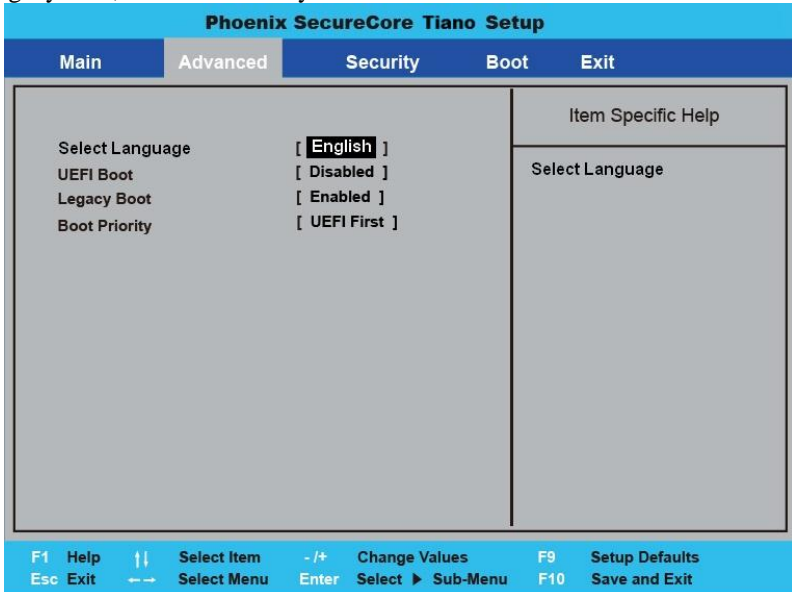 Phoenix SecureCore Tiano Setup
Main Advanced Security Boot Exit
Item Specific Help
Select Language [ English ]
Select Language
UEFI Boot [ Disabled ]
Legacy Boot [ Enabled ]
Boot Priority [ UEFI First ]
F1 Help ↑↓ Select Item - /+ Change Values F9 Setup Defaults
Esc Exit ←→ Select Menu Enter Select ▶ Sub-Menu F10 Save and Exit